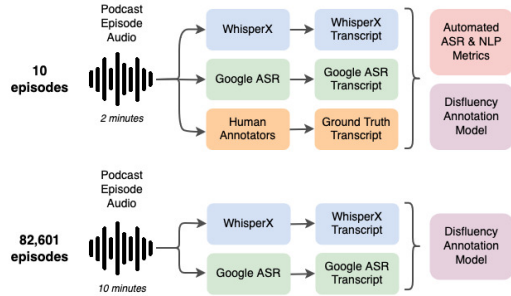 Podcast
Episode
Audio
10
episodes
2 minutes
WhisperX
WhisperX
Transcript
Google ASR
Google ASR
Transcript
Human
Annotators
Ground Truth
Transcript
Automated
ASR & NLP
Metrics
Disfluency
Annotation
Model
Podcast
Episode
Audio
82,601
episodes
10 minutes
WhisperX
WhisperX
Transcript
Google ASR
Google ASR
Transcript
Disfluency
Annotation
Model